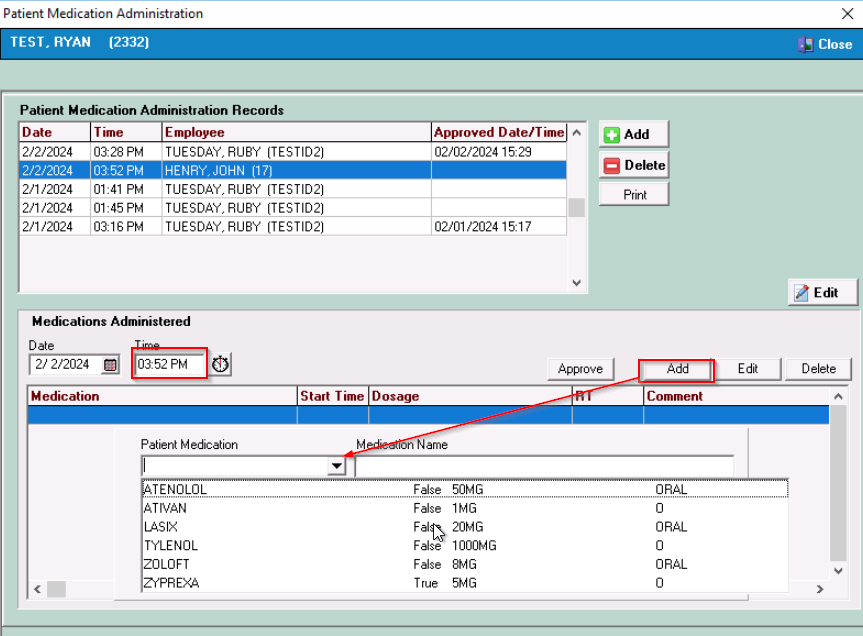 Patient Medication Administration
TEST, RYAN (2332) Close
Patient Medication Administration Records
Date Time Employee Approved Date/Time
2/2/2024 03:28 PM TUESDAY, RUBY (TESTID2) 02/02/2024 15:29
2/2/2024 03:52 PM HENRY, JOHN (17)
2/1/2024 01:41 PM TUESDAY, RUBY (TESTID2)
2/1/2024 01:45 PM TUESDAY, RUBY (TESTID2)
2/1/2024 03:16 PM TUESDAY, RUBY (TESTID2) 02/01/2024 15:17
Add
Delete
Print
Edit
Medications Administered
Date Time
2/ 2/2024 03:52 PM Approve Add Edit Delete
Medication Start Time Dosage RT Comment
Patient Medication Medication Name
ATENOLOL False 50MG ORAL
ATIVAN False 1MG O
LASIX False 20MG ORAL
TYLENOL False 1000MG O
ZOLOFT False 8MG ORAL
ZYPREXA True 5MG O